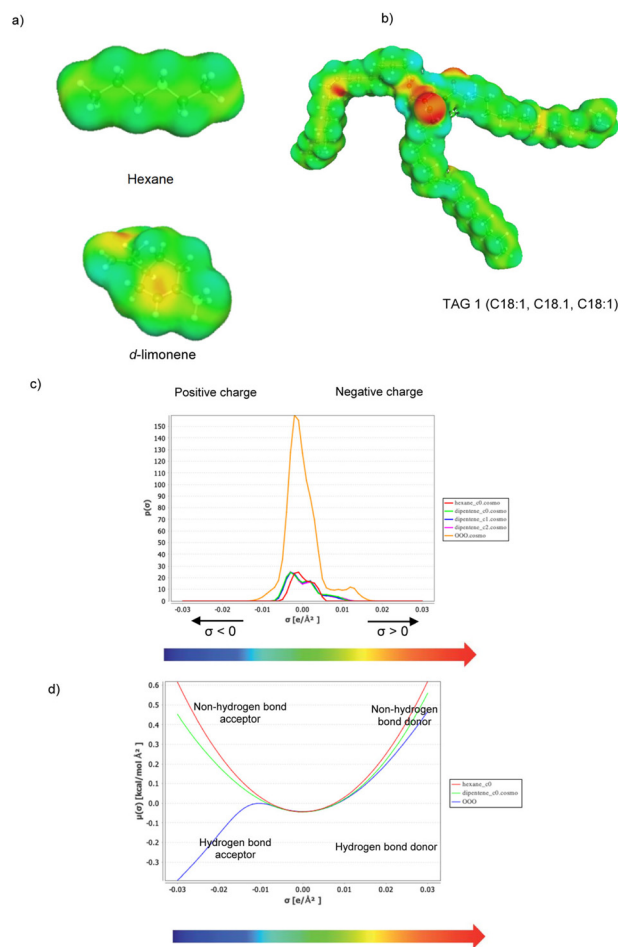 a)
b)
Hexane
d-limonene
TAG 1 (C18:1, C18.1, C18:1)
c)
Positive charge
Negative charge
150
140
130
120
110
100
90
80
70
60
50
40
30
20
10
0
p(σ)
-0.03
-0.02
-0.01
0.00
0.01
0.02
0.03
σ [e/Å²]
hexane_c0.cosmo
dipentene_c0.cosmo
dipentene_c1.cosmo
dipentene_c2.cosmo
OOO.cosmo
σ < 0
σ > 0
d)
0.6
0.5
0.4
0.3
0.2
0.1
0.0
-0.1
-0.2
-0.3
μ(σ) [kcal/mol Å²]
Non-hydrogen bond
acceptor
Non-hydrogen
bond donor
Hydrogen bond
acceptor
Hydrogen bond donor
-0.03
-0.02
-0.01
0.00
0.01
0.02
0.03
σ [e/Å²]
hexane_c0
dipentene_c0.cosmo
OOO